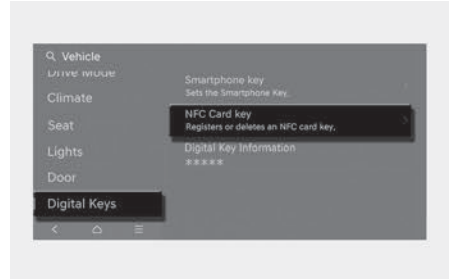 Vehicle
Drive Mode
Climate
Seat
Lights
Door
Digital Keys
Smartphone key
Sets the Smartphone Key.
NFC Card key
Registers or deletes an NFC card key.
Digital Key Information
*****